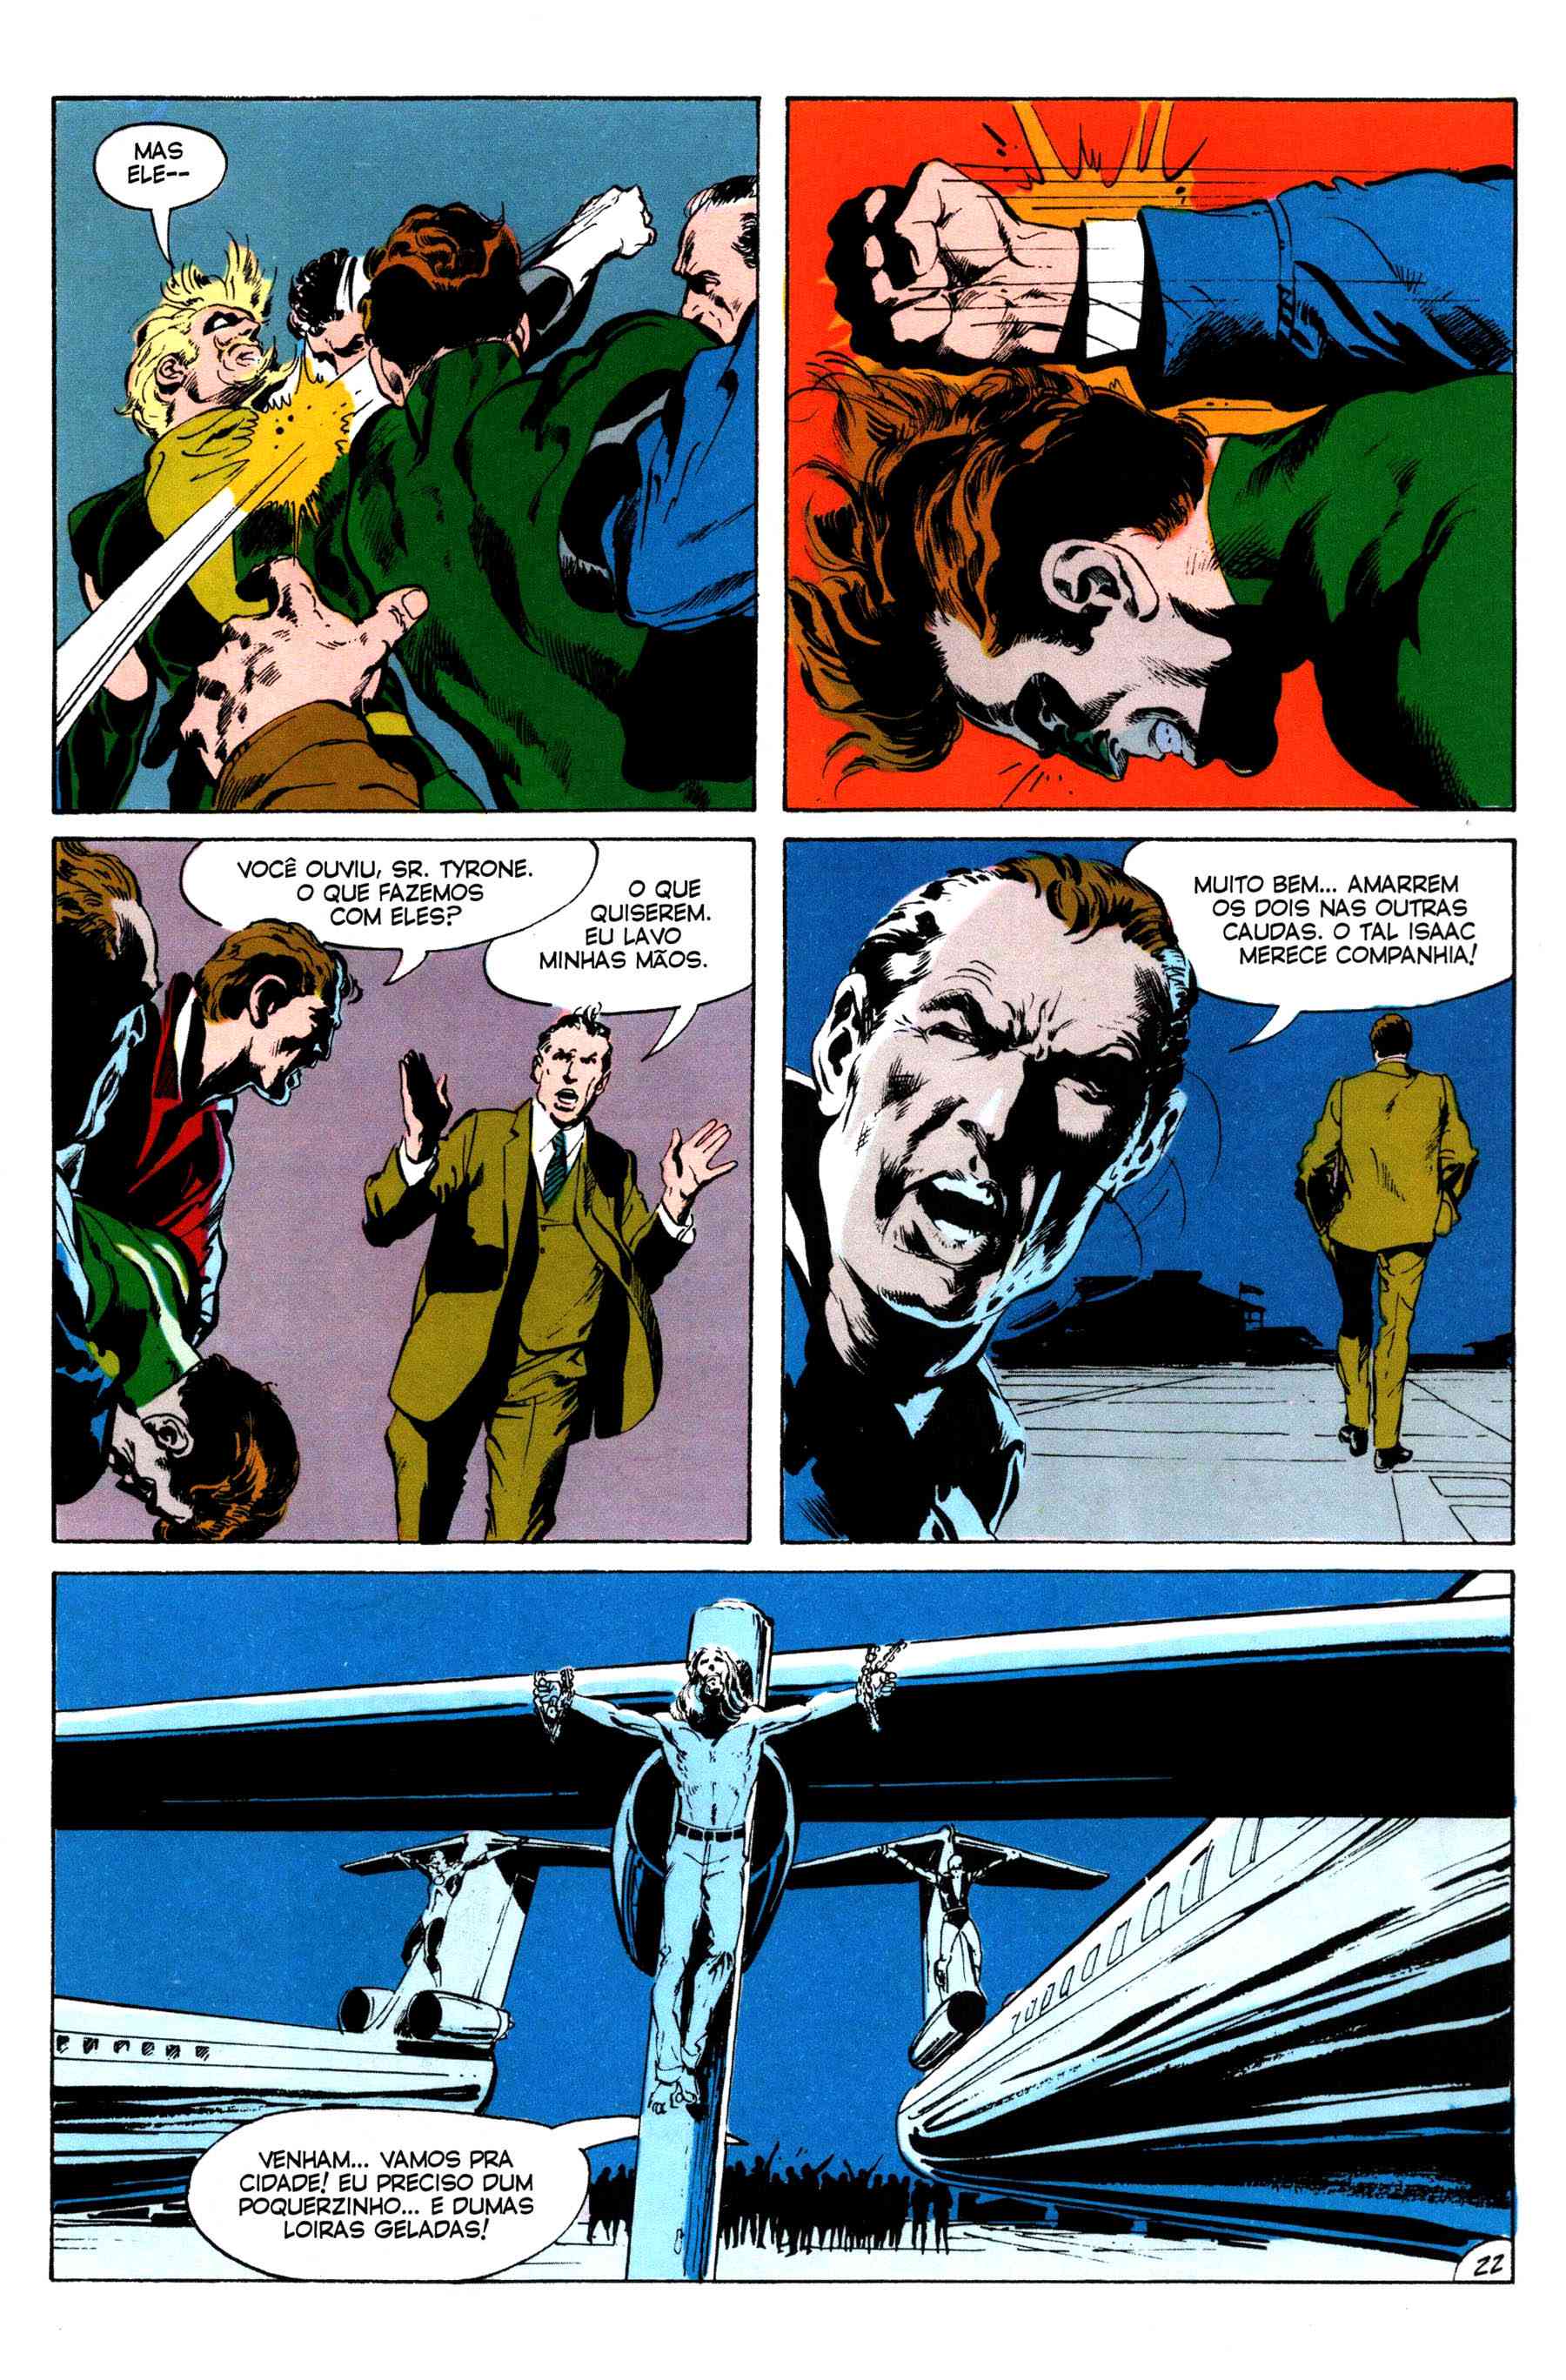 MAS
ELE--
VOCÊ OUVIU, SR. TYRONE.
O QUE FAZEMOS
COM ELES?
O QUE
QUISEREM.
EU LAVO
MINHAS MÃOS.
MUITO BEM... AMARREM
OS DOIS NAS OUTRAS
CAUDAS. O TAL ISAAC
MERECE COMPANHIA!
VENHAM... VAMOS PRA
CIDADE! EU PRECISO DUM
POQUERZINHO... E DUMAS
LOIRAS GELADAS!
22